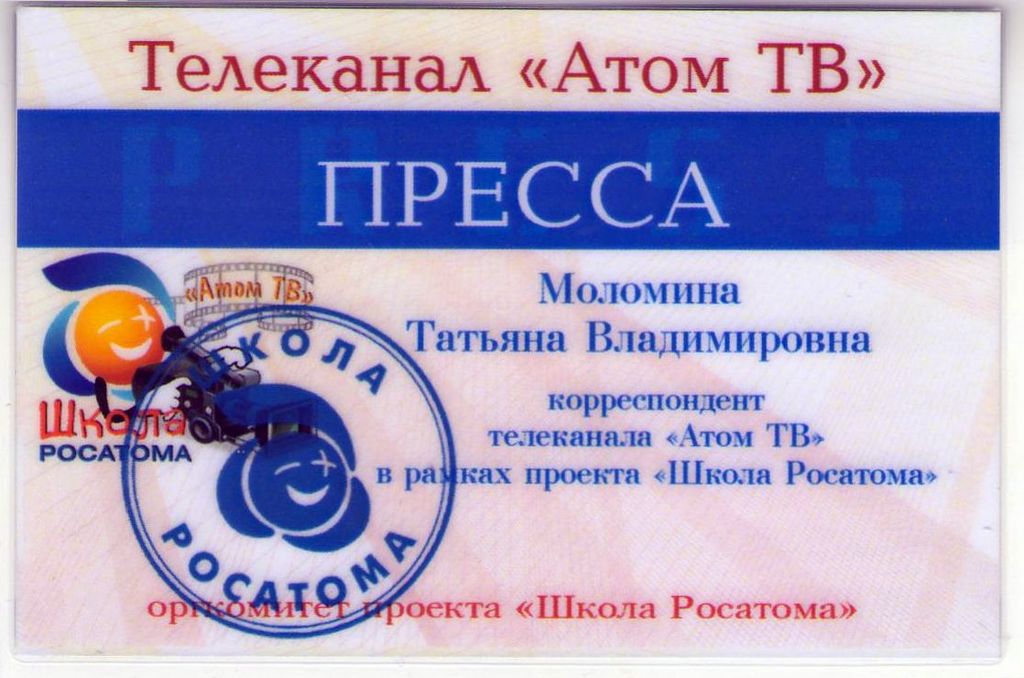 Телеканал «Атом ТВ»
PRESS
ПРЕССА
«Атом ТВ»
Школа
РОСАТОМА
ШКОЛА
РОСАТОМА
Моломина
Татьяна Владимировна
корреспондент
телеканала «Атом ТВ»
в рамках проекта «Школа Росатома»
оргкомитет проекта «Школа Росатома»